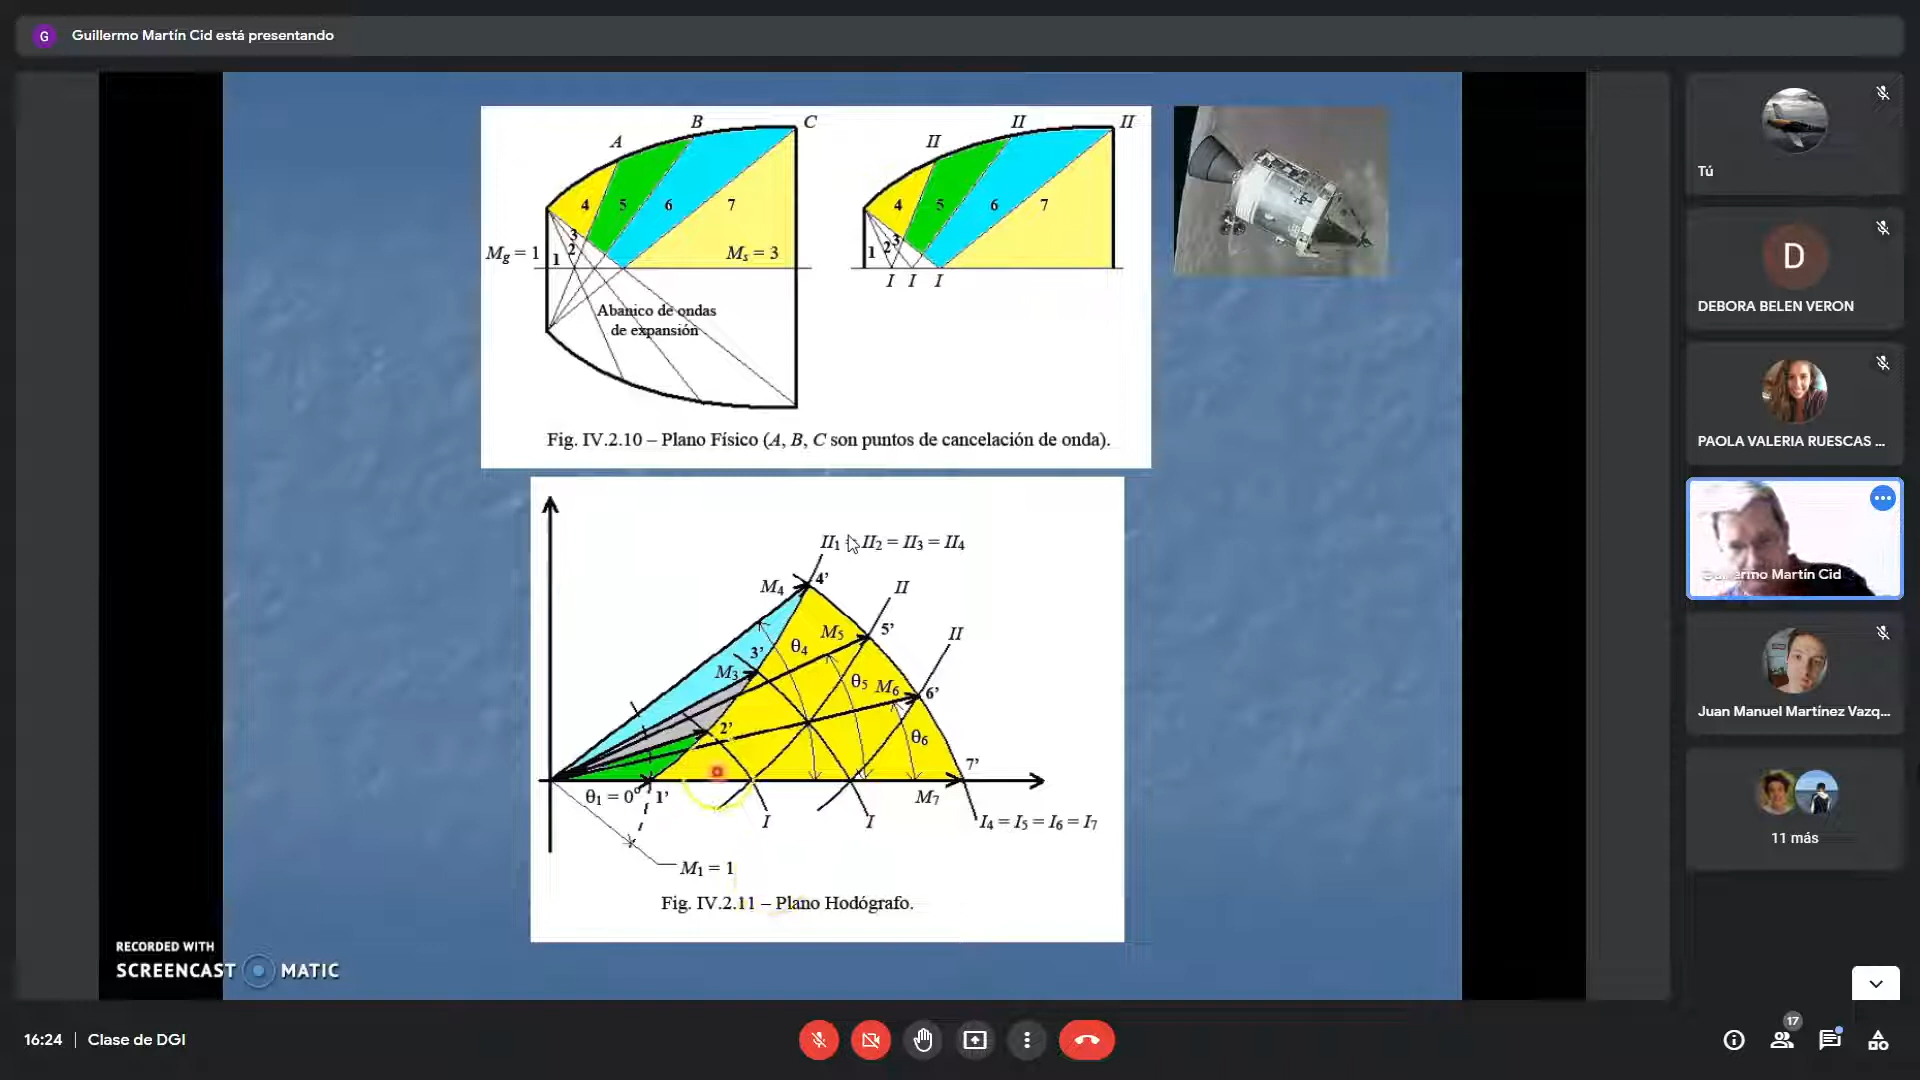 G Guillermo Martín Cid está presentando
A
B
C
4
5
6
7
3
2
1
Mg = 1
Ms = 3
Abanico de ondas
de expansión
II
II
II
4
5
6
7
1
2
3
I I I
Fig. IV.2.10 – Plano Físico (A, B, C son puntos de cancelación de onda).
II1 II2 = II3 = II4
M4
4’
II
M5
5’
θ4
II
3’
M3
θ5
M6
6’
2’
θ6
7’
θ1 = 0°
1’
M7
I
I
I4 = I5 = I6 = I7
M1 = 1
Fig. IV.2.11 – Plano Hodógrafo.
RECORDED WITH
SCREENCAST MATIC
Tú
D
DEBORA BELEN VERON
PAOLA VALERIA RUESCAS ...
Guillermo Martín Cid
Juan Manuel Martínez Vazq...
11 más
16:24 | Clase de DGI
17